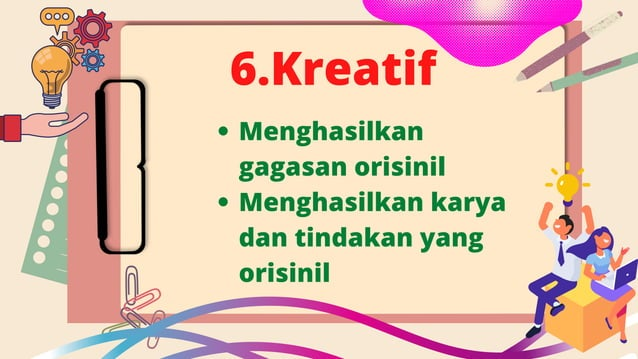 6.Kreatif
• Menghasilkan
gagasan orisinil
• Menghasilkan karya
dan tindakan yang
orisinil